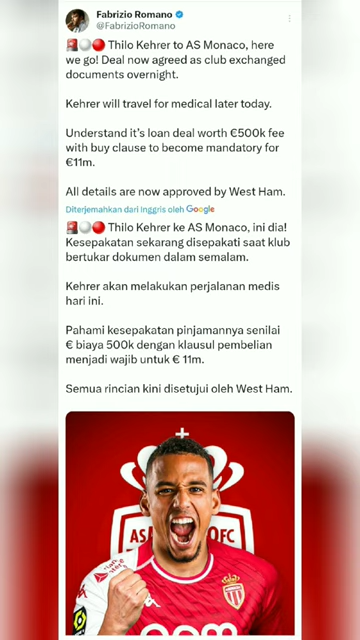 Fabrizio Romano
@FabrizioRomano
🚨⚪🔴 Thilo Kehrer to AS Monaco, here
we go! Deal now agreed as club exchanged
documents overnight.
Kehrer will travel for medical later today.
Understand it's loan deal worth €500k fee
with buy clause to become mandatory for
€11m.
All details are now approved by West Ham.
Diterjemahkan dari Inggris oleh Google
🚨⚪🔴 Thilo Kehrer ke AS Monaco, ini dia!
Kesepakatan sekarang disepakati saat klub
bertukar dokumen dalam semalam.
Kehrer akan melakukan perjalanan medis
hari ini.
Pahami kesepakatan pinjamannya senilai
€ biaya 500k dengan klausul pembelian
menjadi wajib untuk € 11m.
Semua rincian kini disetujui oleh West Ham.